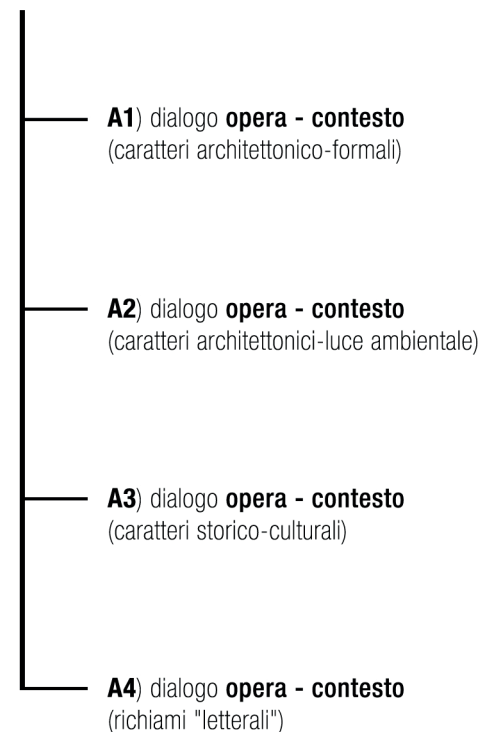 A1) dialogo opera - contesto
(caratteri architettonico-formali)
A2) dialogo opera - contesto
(caratteri architettonici-luce ambientale)
A3) dialogo opera - contesto
(caratteri storico-culturali)
A4) dialogo opera - contesto
(richiami "letterali")